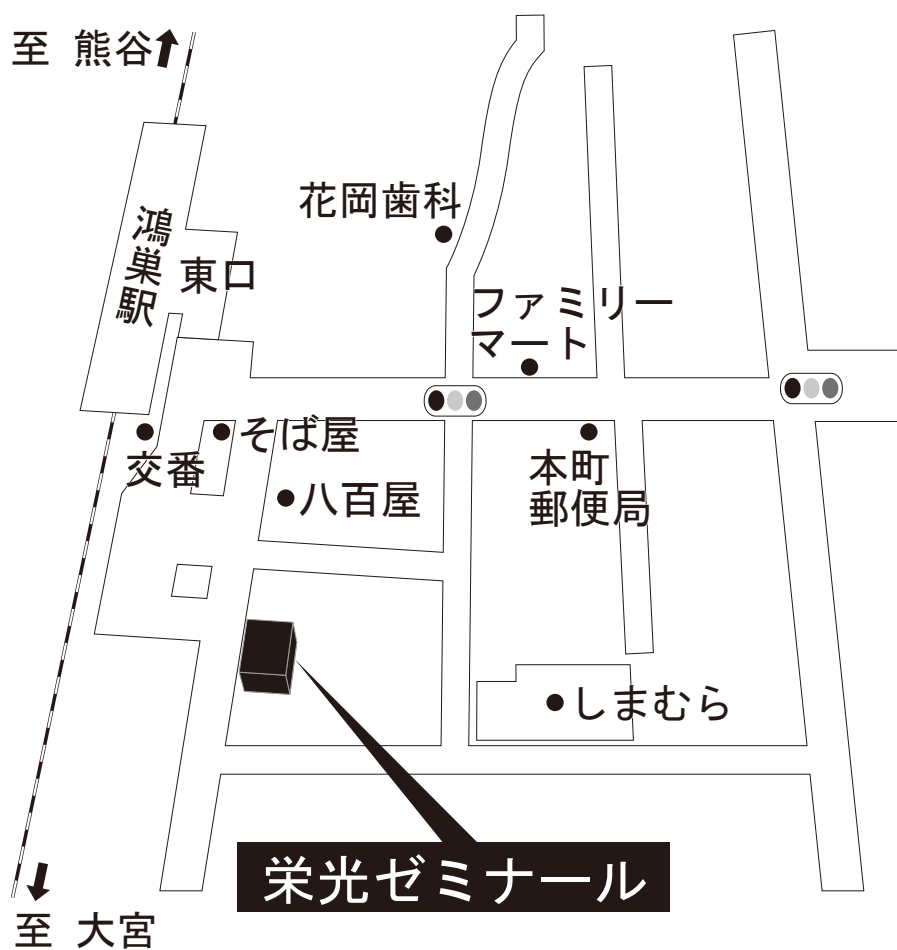 至 熊谷
花岡歯科
鴻巣駅
東口
ファミリー
マート
そば屋
交番
八百屋
本町
郵便局
しまむら
栄光ゼミナール
至 大宮